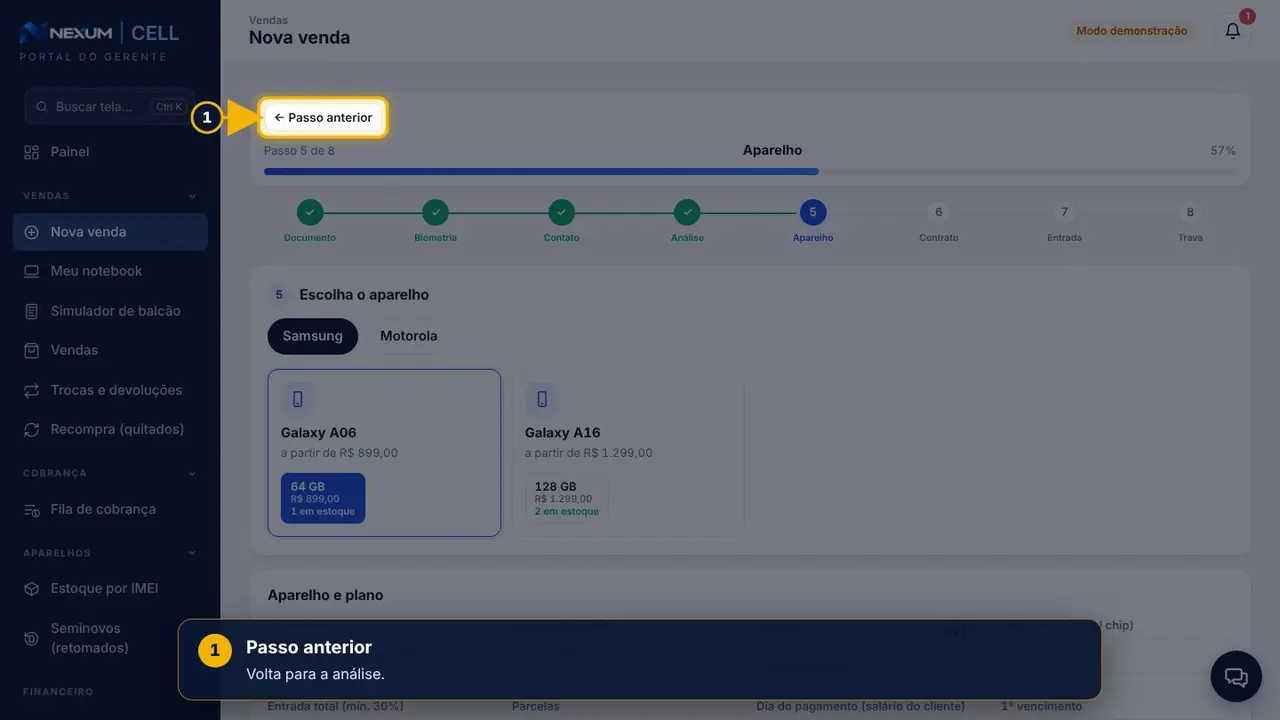 NEXUM | CELL
PORTAL DO GERENTE
Buscar tela... Ctrl K
Painel
VENDAS
Nova venda
Meu notebook
Simulador de balcão
Vendas
Trocas e devoluções
Recompra (quitados)
COBRANÇA
Fila de cobrança
APARELHOS
Estoque por IMEI
Seminovos
(retomados)
FINANCEIRO
Vendas
Nova venda
Modo demonstração
1
1
← Passo anterior
Passo 5 de 8
Aparelho
57%
5
6
7
8
Documento
Biometria
Contato
Análise
Aparelho
Contrato
Entrada
Trava
5 Escolha o aparelho
Samsung
Motorola
Galaxy A06
a partir de R$ 899,00
64 GB
R$ 899,00
1 em estoque
Galaxy A16
a partir de R$ 1.299,00
128 GB
R$ 1.299,00
2 em estoque
Aparelho e plano
chip)
1
Passo anterior
Volta para a análise.
Entrada total (mín. 30%)
Parcelas
Dia do pagamento (salário do cliente)
1º vencimento